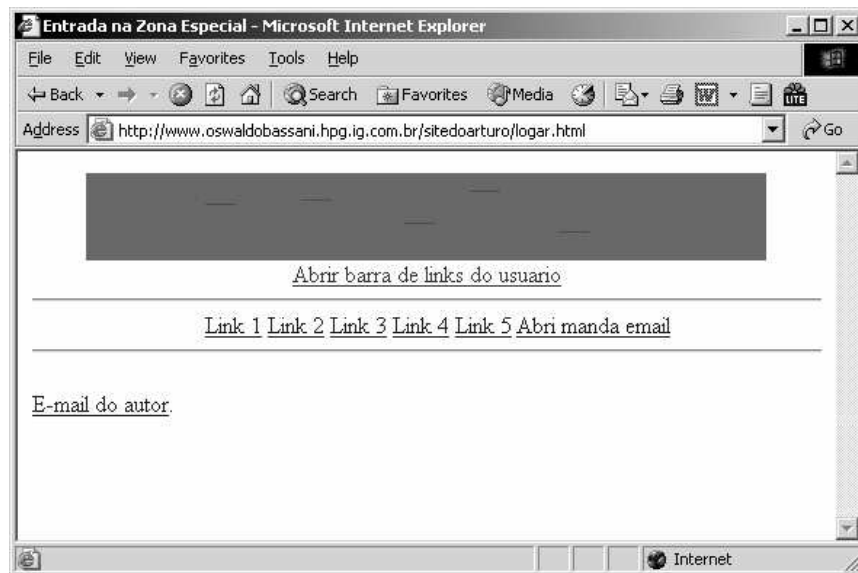 Entrada na Zona Especial - Microsoft Internet Explorer
File Edit View Favorites Tools Help
Back Search Favorites Media
Address http://www.oswaldobassani.hpg.ig.com.br/sitedoarturo/logar.html Go
Abrir barra de links do usuario
Link 1 Link 2 Link 3 Link 4 Link 5 Abri manda email
E-mail do autor.
Internet